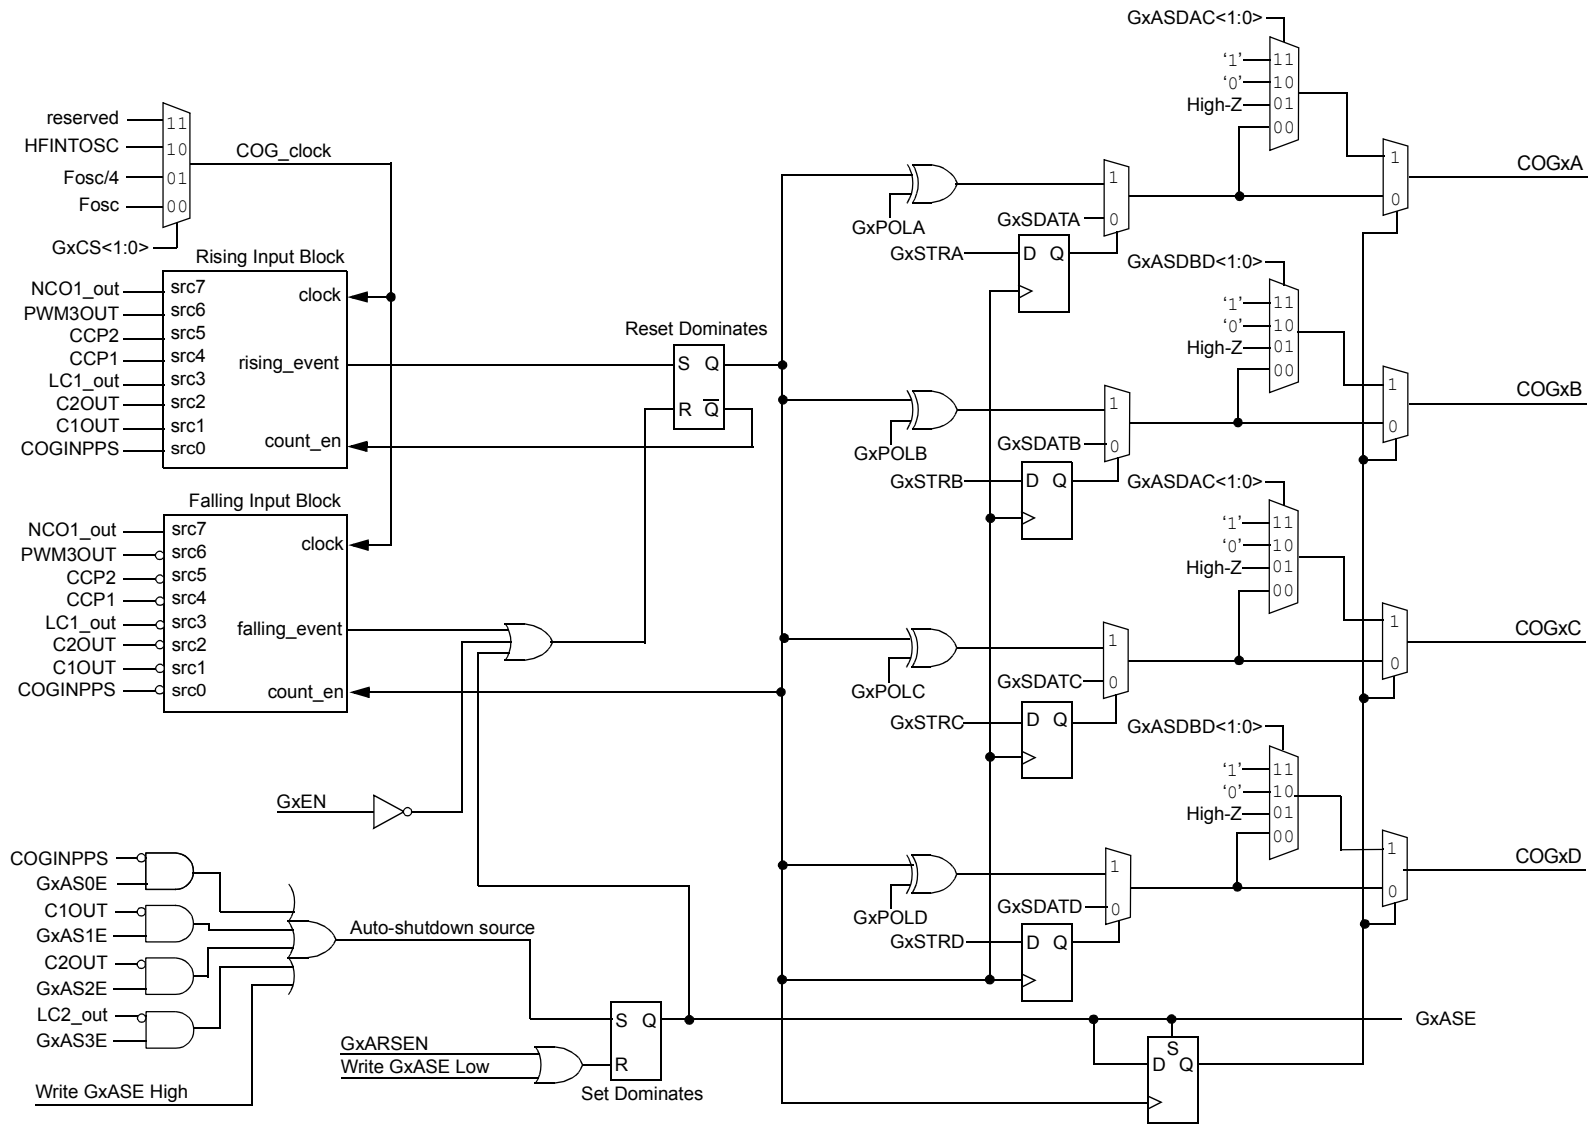 GxASDAC<1:0>
'1' 11
'0' 10
High-Z 01
00
reserved 11
HFINTOSC 10
Fosc/4 01
Fosc 00
COG_clock
GxCS<1:0>
1
0
COGxA
GxPOLA
1
0
GxSDATA
GxSTRA
D Q
Rising Input Block
NCO1_out src7
PWM3OUT src6
CCP2 src5
CCP1 src4
LC1_out src3
C2OUT src2
C1OUT src1
COGINPPS src0
clock
rising_event
count_en
Reset Dominates
S Q
R Q
GxASDBD<1:0>
'1' 11
'0' 10
High-Z 01
00
1
0
COGxB
GxPOLB
1
0
GxSDATB
GxSTRB
D Q
Falling Input Block
NCO1_out src7
PWM3OUT src6
CCP2 src5
CCP1 src4
LC1_out src3
C2OUT src2
C1OUT src1
COGINPPS src0
clock
falling_event
count_en
GxASDAC<1:0>
'1' 11
'0' 10
High-Z 01
00
1
0
COGxC
GxPOLC
1
0
GxSDATC
GxSTRC
D Q
GxEN
GxASDBD<1:0>
'1' 11
'0' 10
High-Z 01
00
1
0
COGxD
GxPOLD
1
0
GxSDATD
GxSTRD
D Q
COGINPPS
GxAS0E
C1OUT
GxAS1E
C2OUT
GxAS2E
LC2_out
GxAS3E
Write GxASE High
Auto-shutdown source
GxARSEN
Write GxASE Low
S Q
R
Set Dominates
GxASE
S
D Q